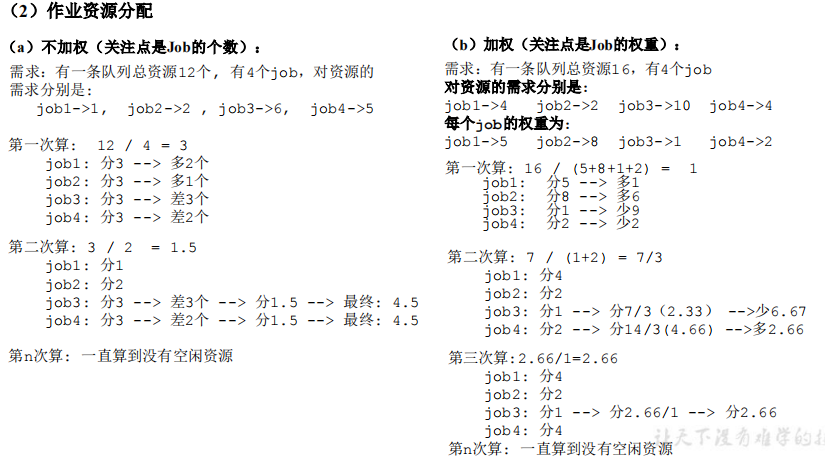 （2）作业资源分配
（a）不加权（关注点是Job的个数）：
需求：有一条队列总资源12个，有4个job，对资源的
需求分别是：
job1->1， job2->2 ，job3->6， job4->5
第一次算： 12 / 4 = 3
job1: 分3 --> 多2个
job2: 分3 --> 多1个
job3: 分3 --> 差3个
job4: 分3 --> 差2个
第二次算: 3 / 2 = 1.5
job1: 分1
job2: 分2
job3: 分3 --> 差3个 --> 分1.5 --> 最终: 4.5
job4: 分3 --> 差2个 --> 分1.5 --> 最终: 4.5
第n次算: 一直算到没有空闲资源
（b）加权（关注点是Job的权重）：
需求：有一条队列总资源16，有4个job
对资源的需求分别是:
job1->4 job2->2 job3->10 job4->4
每个job的权重为:
job1->5 job2->8 job3->1 job4->2
第一次算: 16 / (5+8+1+2) = 1
job1: 分5 --> 多1
job2: 分8 --> 多6
job3: 分1 --> 少9
job4: 分2 --> 少2
第二次算: 7 / (1+2) = 7/3
job1: 分4
job2: 分2
job3: 分1 --> 分7/3（2.33） -->少6.67
job4: 分2 --> 分14/3(4.66) -->多2.66
第三次算:2.66/1=2.66
job1: 分4
job2: 分2
job3: 分1 --> 分2.66/1 --> 分2.66
job4: 分4
第n次算: 一直算到没有空闲资源
让天下没有难学的